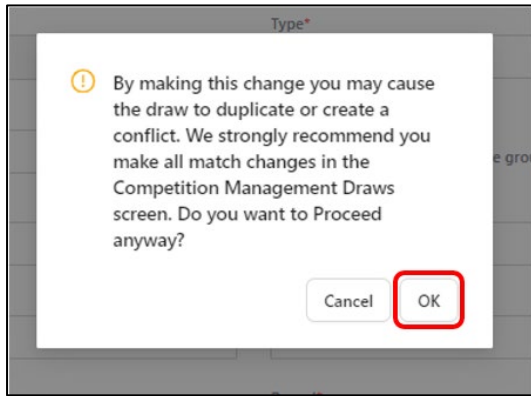 Type*
By making this change you may cause
the draw to duplicate or create a
conflict. We strongly recommend you
make all match changes in the
e gro
Competition Management Draws
screen. Do you want to Proceed
anyway?
Cancel
OK